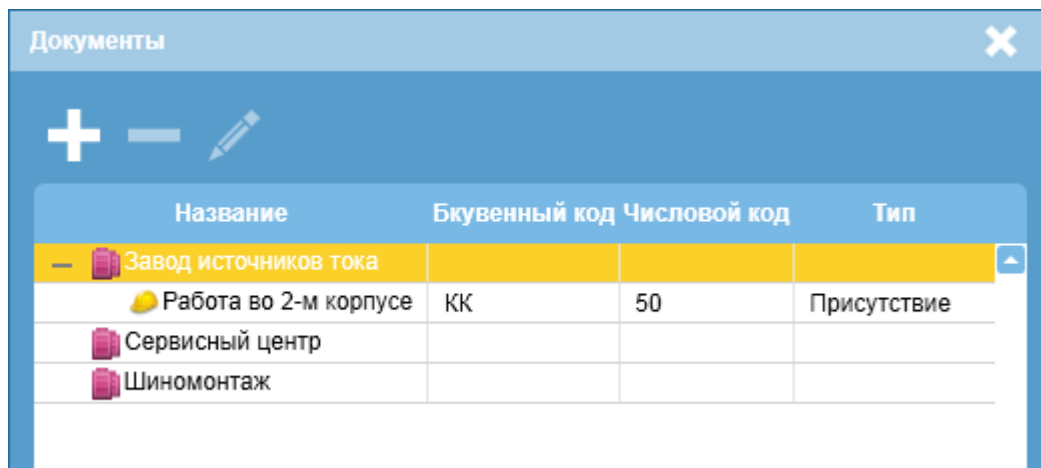 Документы
Название Бкувенный код Числовой код Тип
Завод источников тока
Работа во 2-м корпусе КК 50 Присутствие
Сервисный центр
Шиномонтаж